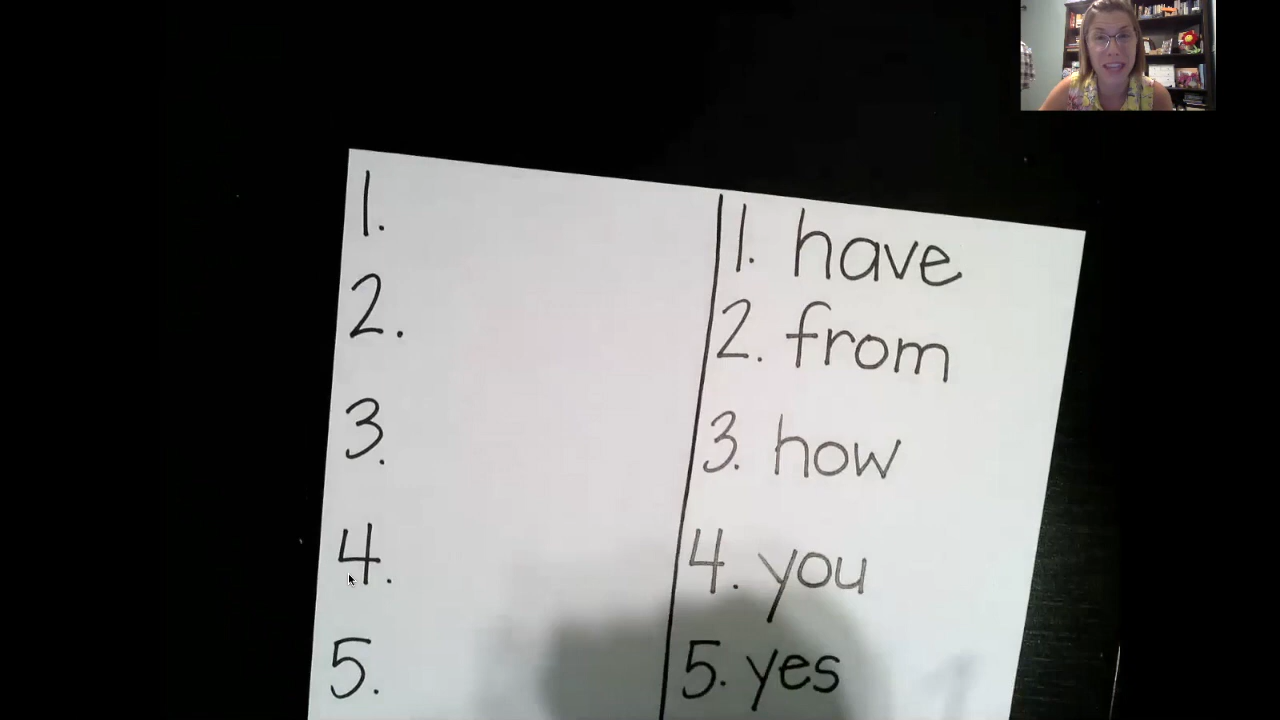 1.
2.
3.
4.
5.
1. have
2. from
3. how
4. you
5. yes